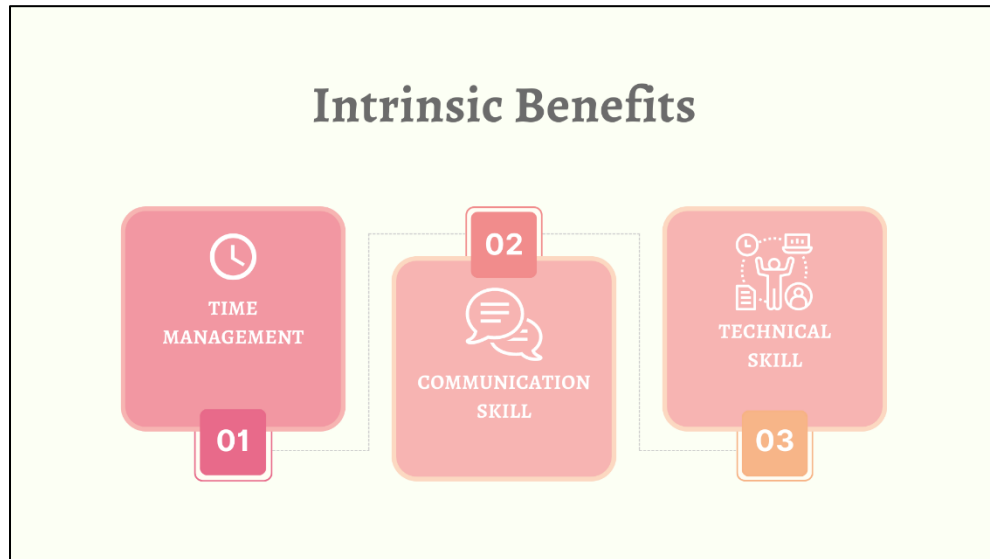 Intrinsic Benefits
TIME
MANAGEMENT
01
02
COMMUNICATION
SKILL
TECHNICAL
SKILL
03